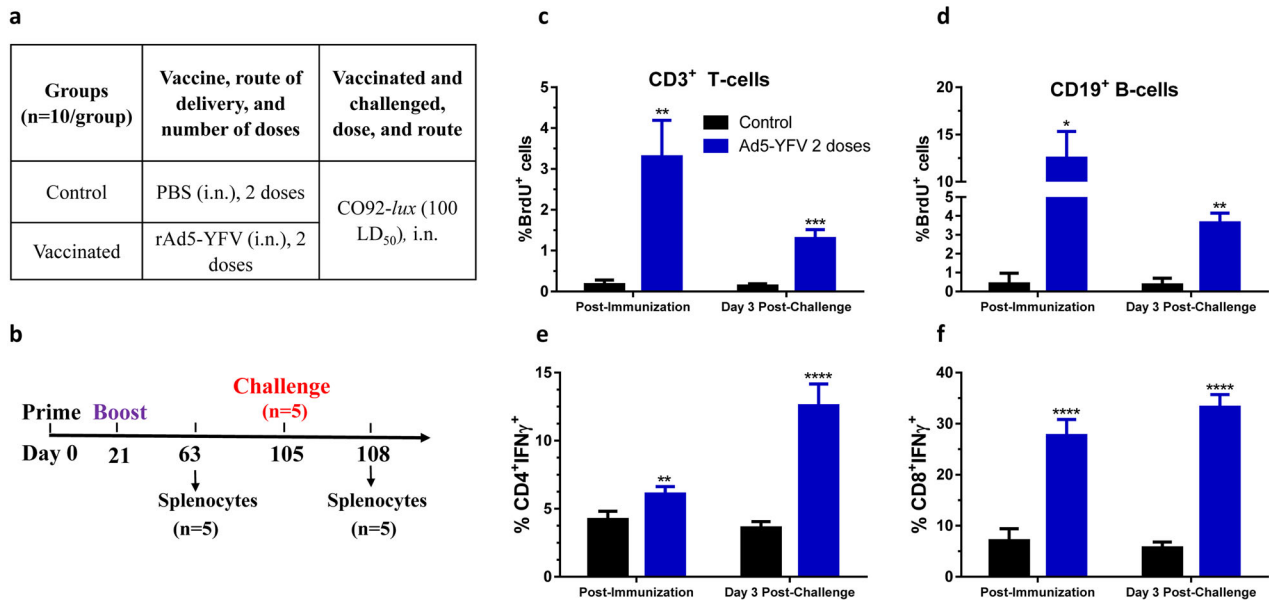 a
Groups
(n=10/group)
Vaccine, route of
delivery, and
number of doses
Vaccinated and
challenged,
dose, and route
Control
PBS (i.n.), 2 doses
CO92-lux (100
LD50), i.n.
Vaccinated
rAd5-YFV (i.n.), 2
doses
b
Prime
Boost
Challenge
(n=5)
Day 0
21
63
105
108
Splenocytes
(n=5)
Splenocytes
(n=5)
c
CD3+ T-cells
%BrdU+ cells
5
4
3
2
1
0
**
***
Control
Ad5-YFV 2 doses
Post-Immunization
Day 3 Post-Challenge
d
CD19+ B-cells
%BrdU+ cells
20
15
10
5
4
3
2
1
0
*
**
Post-Immunization
Day 3 Post-Challenge
e
% CD4+IFNγ+
15
10
5
0
**
****
Post-Immunization
Day 3 Post-Challenge
f
% CD8+IFNγ+
50
40
30
20
10
0
****
****
Post-Immunization
Day 3 Post-Challenge